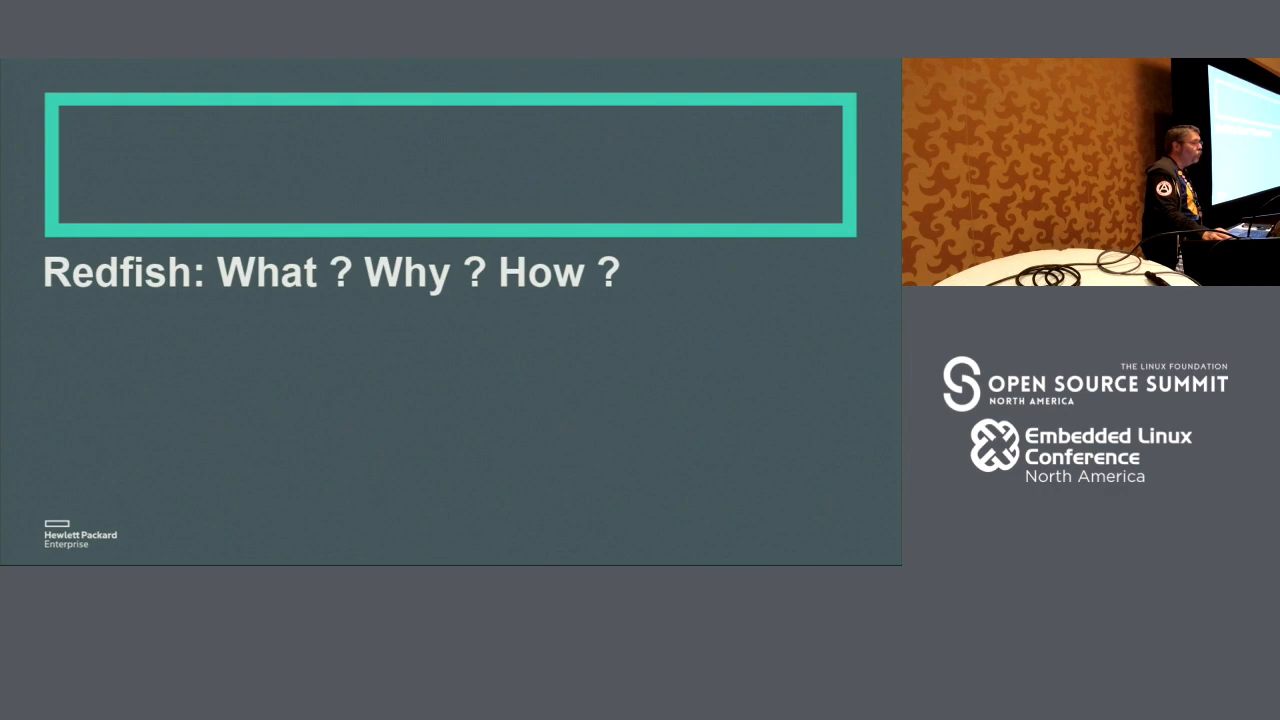 Redfish: What ? Why ? How ?
Hewlett Packard
Enterprise
THE LINUX FOUNDATION
OPEN SOURCE SUMMIT
NORTH AMERICA
Embedded Linux
Conference
North America